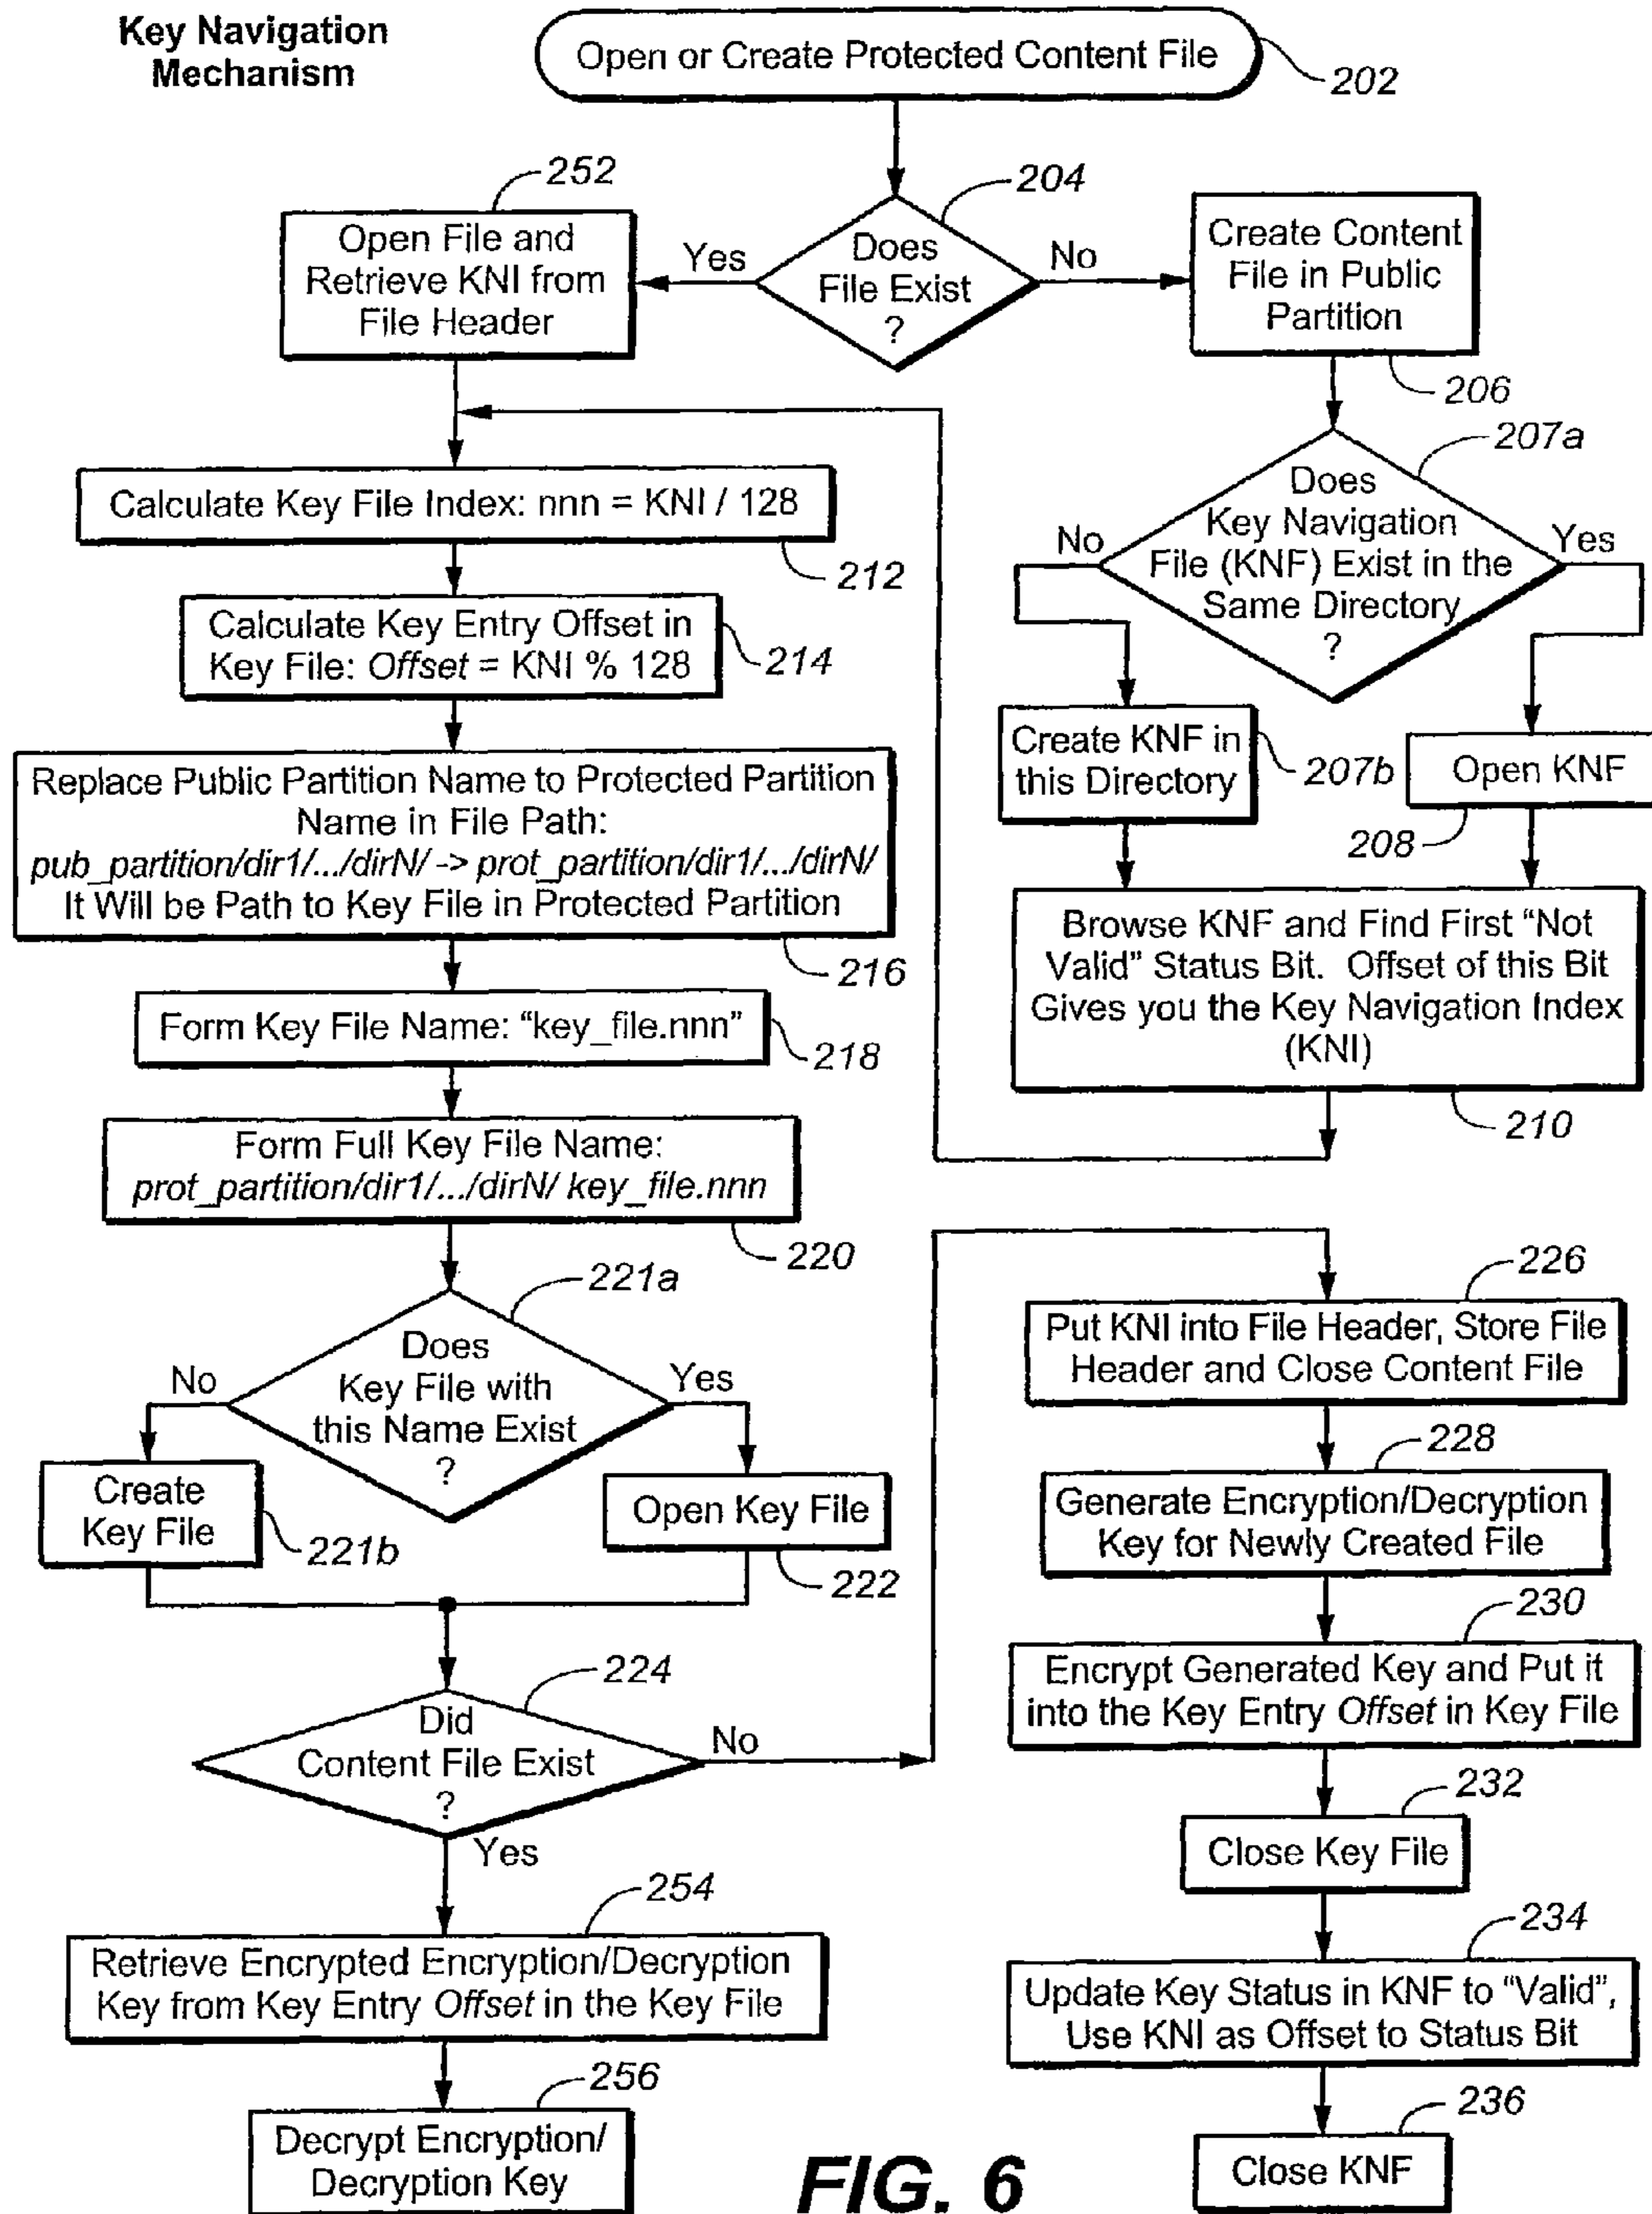 Key Navigation
Mechanism
Open or Create Protected Content File
202
252
204
Open File and
Retrieve KNI from
File Header
Yes
Does
File Exist
?
No
Create Content
File in Public
Partition
206
207a
Does
Key Navigation
File (KNF) Exist in the
Same Directory
?
No
Yes
Create KNF in
this Directory
207b
Open KNF
208
Browse KNF and Find First “Not
Valid” Status Bit. Offset of this Bit
Gives you the Key Navigation Index
(KNI)
210
Calculate Key File Index: nnn = KNI / 128
212
Calculate Key Entry Offset in
Key File: Offset = KNI % 128
214
Replace Public Partition Name to Protected Partition
Name in File Path:
pub_partition/dir1/.../dirN/ -> prot_partition/dir1/.../dirN/
It Will be Path to Key File in Protected Partition
216
Form Key File Name: “key_file.nnn”
218
Form Full Key File Name:
prot_partition/dir1/.../dirN/ key_file.nnn
220
221a
Does
Key File with
this Name Exist
?
No
Yes
Create
Key File
221b
Open Key File
222
224
Did
Content File Exist
?
No
Yes
254
Retrieve Encrypted Encryption/Decryption
Key from Key Entry Offset in the Key File
256
Decrypt Encryption/
Decryption Key
226
Put KNI into File Header, Store File
Header and Close Content File
228
Generate Encryption/Decryption
Key for Newly Created File
230
Encrypt Generated Key and Put it
into the Key Entry Offset in Key File
232
Close Key File
234
Update Key Status in KNF to “Valid”,
Use KNI as Offset to Status Bit
236
Close KNF
FIG. 6